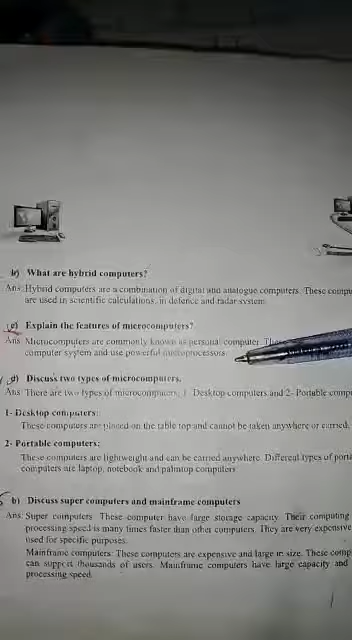 b) What are hybrid computers?
Ans: Hybrid computers are a combination of digital and analogue computers. These compu
are used in scientific calculations, in defence and radar system.
c) Explain the features of microcomputers?
Ans: Microcomputers are commonly known as personal computer. The
computer system and use powerful microprocessors.
d) Discuss two types of microcomputers.
Ans: There are two types of microcomputers. 1- Desktop computers and 2- Portable compu
1- Desktop computers:
These computers are placed on the table top and cannot be taken anywhere or carried.
2- Portable computers:
These computers are lightweight and can be carried anywhere. Different types of porta
computers are laptop, notebook and palmtop computers.
b) Discuss super computers and mainframe computers
Ans: Super computers: These computer have large storage capacity. Their computing
processing speed is many times faster than other computers. They are very expensive
used for specific purposes.
Mainframe computers: These computers are expensive and large in size. These comp
can support thousands of users. Mainframe computers have large capacity and
processing speed.